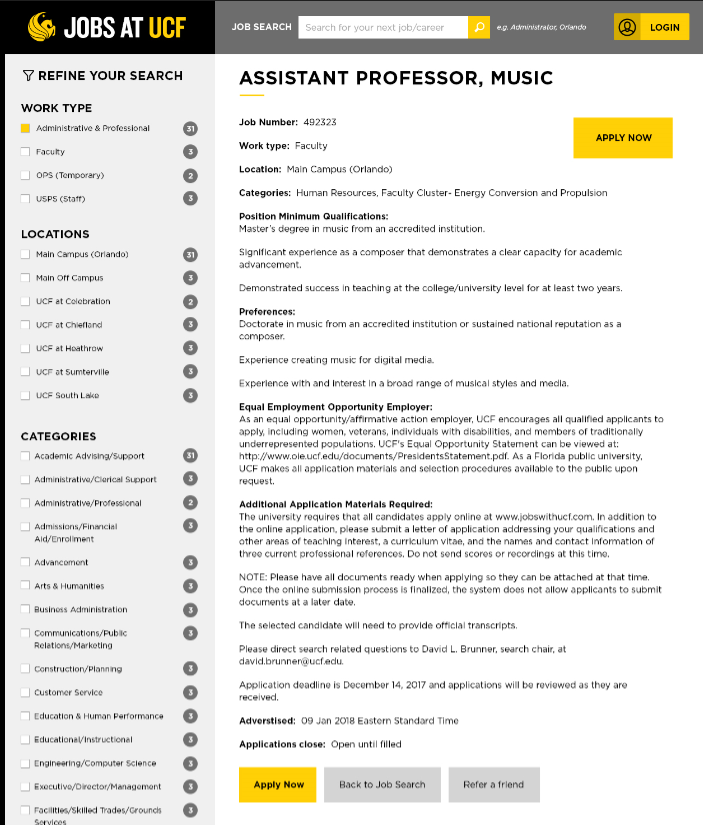 JOBS AT UCF
JOB SEARCH
Search for your next job/career
e.g. Administrator, Orlando
LOGIN
REFINE YOUR SEARCH
WORK TYPE
Administrative & Professional 31
Faculty 3
OPS (Temporary) 2
USPS (Staff) 3
LOCATIONS
Main Campus (Orlando) 31
Main Off Campus 3
UCF at Celebration 2
UCF at Chiefland 3
UCF at Heathrow 3
UCF at Sumterville 3
UCF South Lake 3
CATEGORIES
Academic Advising/Support 31
Administrative/Clerical Support 3
Administrative/Professional 2
Admissions/Financial 3
Aid/Enrollment
Advancement 3
Arts & Humanities 3
Business Administration 3
Communications/Public 3
Relations/Marketing
Construction/Planning 3
Customer Service 3
Education & Human Performance 3
Educational/Instructional 3
Engineering/Computer Science 3
Executive/Director/Management 3
Facilities/Skilled Trades/Grounds 3
Services
ASSISTANT PROFESSOR, MUSIC
Job Number: 492323
APPLY NOW
Work type: Faculty
Location: Main Campus (Orlando)
Categories: Human Resources, Faculty Cluster- Energy Conversion and Propulsion
Position Minimum Qualifications:
Master's degree in music from an accredited institution.
Significant experience as a composer that demonstrates a clear capacity for academic
advancement.
Demonstrated success in teaching at the college/university level for at least two years.
Preferences:
Doctorate in music from an accredited institution or sustained national reputation as a
composer.
Experience creating music for digital media.
Experience with and interest in a broad range of musical styles and media.
Equal Employment Opportunity Employer:
As an equal opportunity/affirmative action employer, UCF encourages all qualified applicants to
apply, including women, veterans, individuals with disabilities, and members of traditionally
underrepresented populations. UCF's Equal Opportunity Statement can be viewed at:
http://www.oie.ucf.edu/documents/PresidentsStatement.pdf. As a Florida public university,
UCF makes all application materials and selection procedures available to the public upon
request.
Additional Application Materials Required:
The university requires that all candidates apply online at www.jobswithucf.com. In addition to
the online application, please submit a letter of application addressing your qualifications and
other areas of teaching interest, a curriculum vitae, and the names and contact information of
three current professional references. Do not send scores or recordings at this time.
NOTE: Please have all documents ready when applying so they can be attached at that time.
Once the online submission process is finalized, the system does not allow applicants to submit
documents at a later date.
The selected candidate will need to provide official transcripts.
Please direct search related questions to David L. Brunner, search chair, at
david.brunner@ucf.edu.
Application deadline is December 14, 2017 and applications will be reviewed as they are
received.
Adverstised: 09 Jan 2018 Eastern Standard Time
Applications close: Open until filled
Apply Now
Back to Job Search
Refer a friend